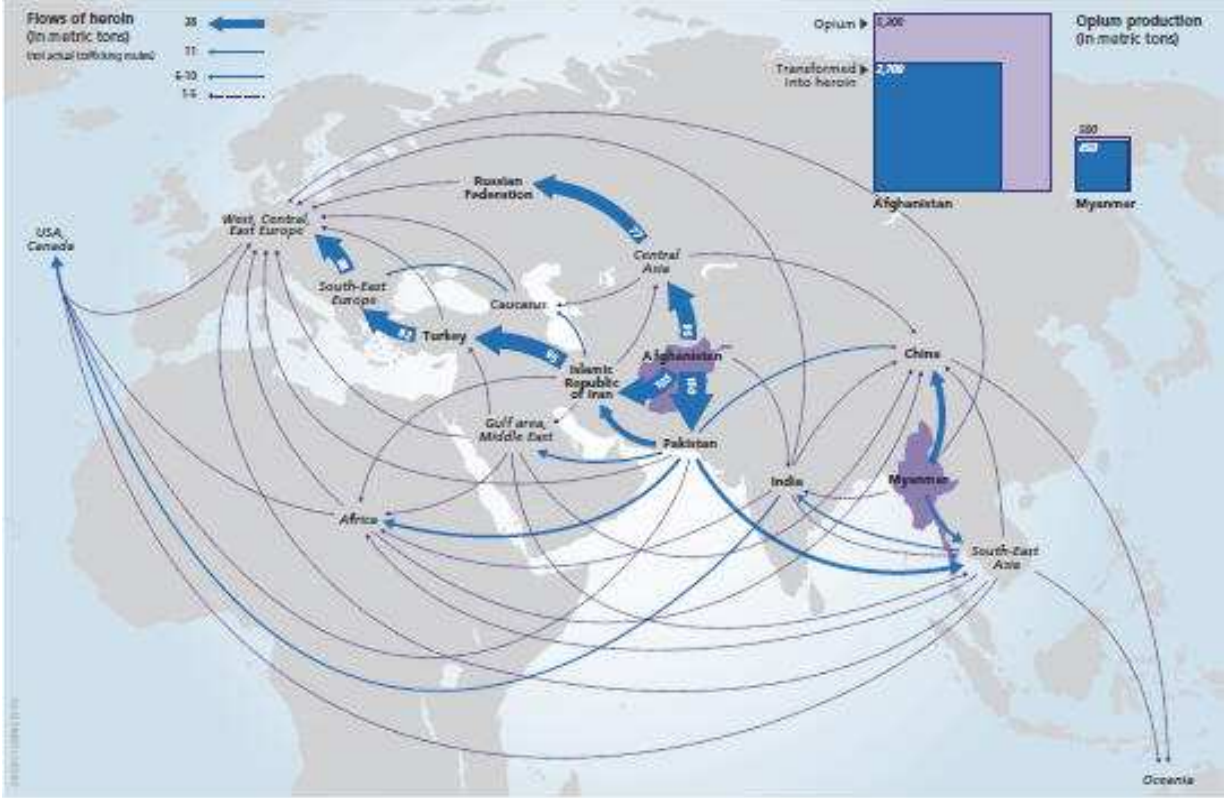 Flows of heroin
(in metric tons)
(not actual trafficking routes)
11
6-10
1-5
Opium
Transformed
into heroin
2,700
Opium production
(in metric tons)
Afghanistan
Myanmar
USA,
Canada
West, Central,
East Europe
Russian
Federation
Central
Asia
South-East
Europe
Caucasus
Turkey
Islamic
Republic
of Iran
Afghanistan
China
Gulf area,
Middle East
Pakistan
India
Myanmar
Africa
South-East
Asia
Oceania